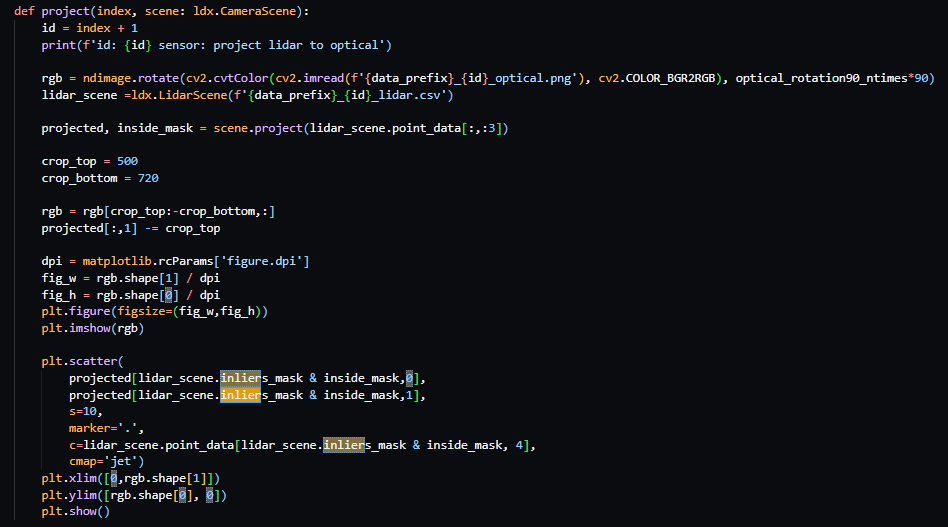 def project(index, scene: ldx.CameraScene):
    id = index + 1
    print(f'id: {id} sensor: project lidar to optical')

    rgb = ndimage.rotate(cv2.cvtColor(cv2.imread(f'{data_prefix}_{id}_optical.png'), cv2.COLOR_BGR2RGB), optical_rotation90_ntimes*90)
    lidar_scene =ldx.LidarScene(f'{data_prefix}_{id}_lidar.csv')

    projected, inside_mask = scene.project(lidar_scene.point_data[:,:3])

    crop_top = 500
    crop_bottom = 720

    rgb = rgb[crop_top:-crop_bottom,:]
    projected[:,1] -= crop_top

    dpi = matplotlib.rcParams['figure.dpi']
    fig_w = rgb.shape[1] / dpi
    fig_h = rgb.shape[0] / dpi
    plt.figure(figsize=(fig_w,fig_h))
    plt.imshow(rgb)

    plt.scatter(
        projected[lidar_scene.inliers_mask & inside_mask,0],
        projected[lidar_scene.inliers_mask & inside_mask,1],
        s=10,
        marker='.',
        c=lidar_scene.point_data[lidar_scene.inliers_mask & inside_mask, 4],
        cmap='jet')
    plt.xlim([0,rgb.shape[1]])
    plt.ylim([rgb.shape[0], 0])
    plt.show()